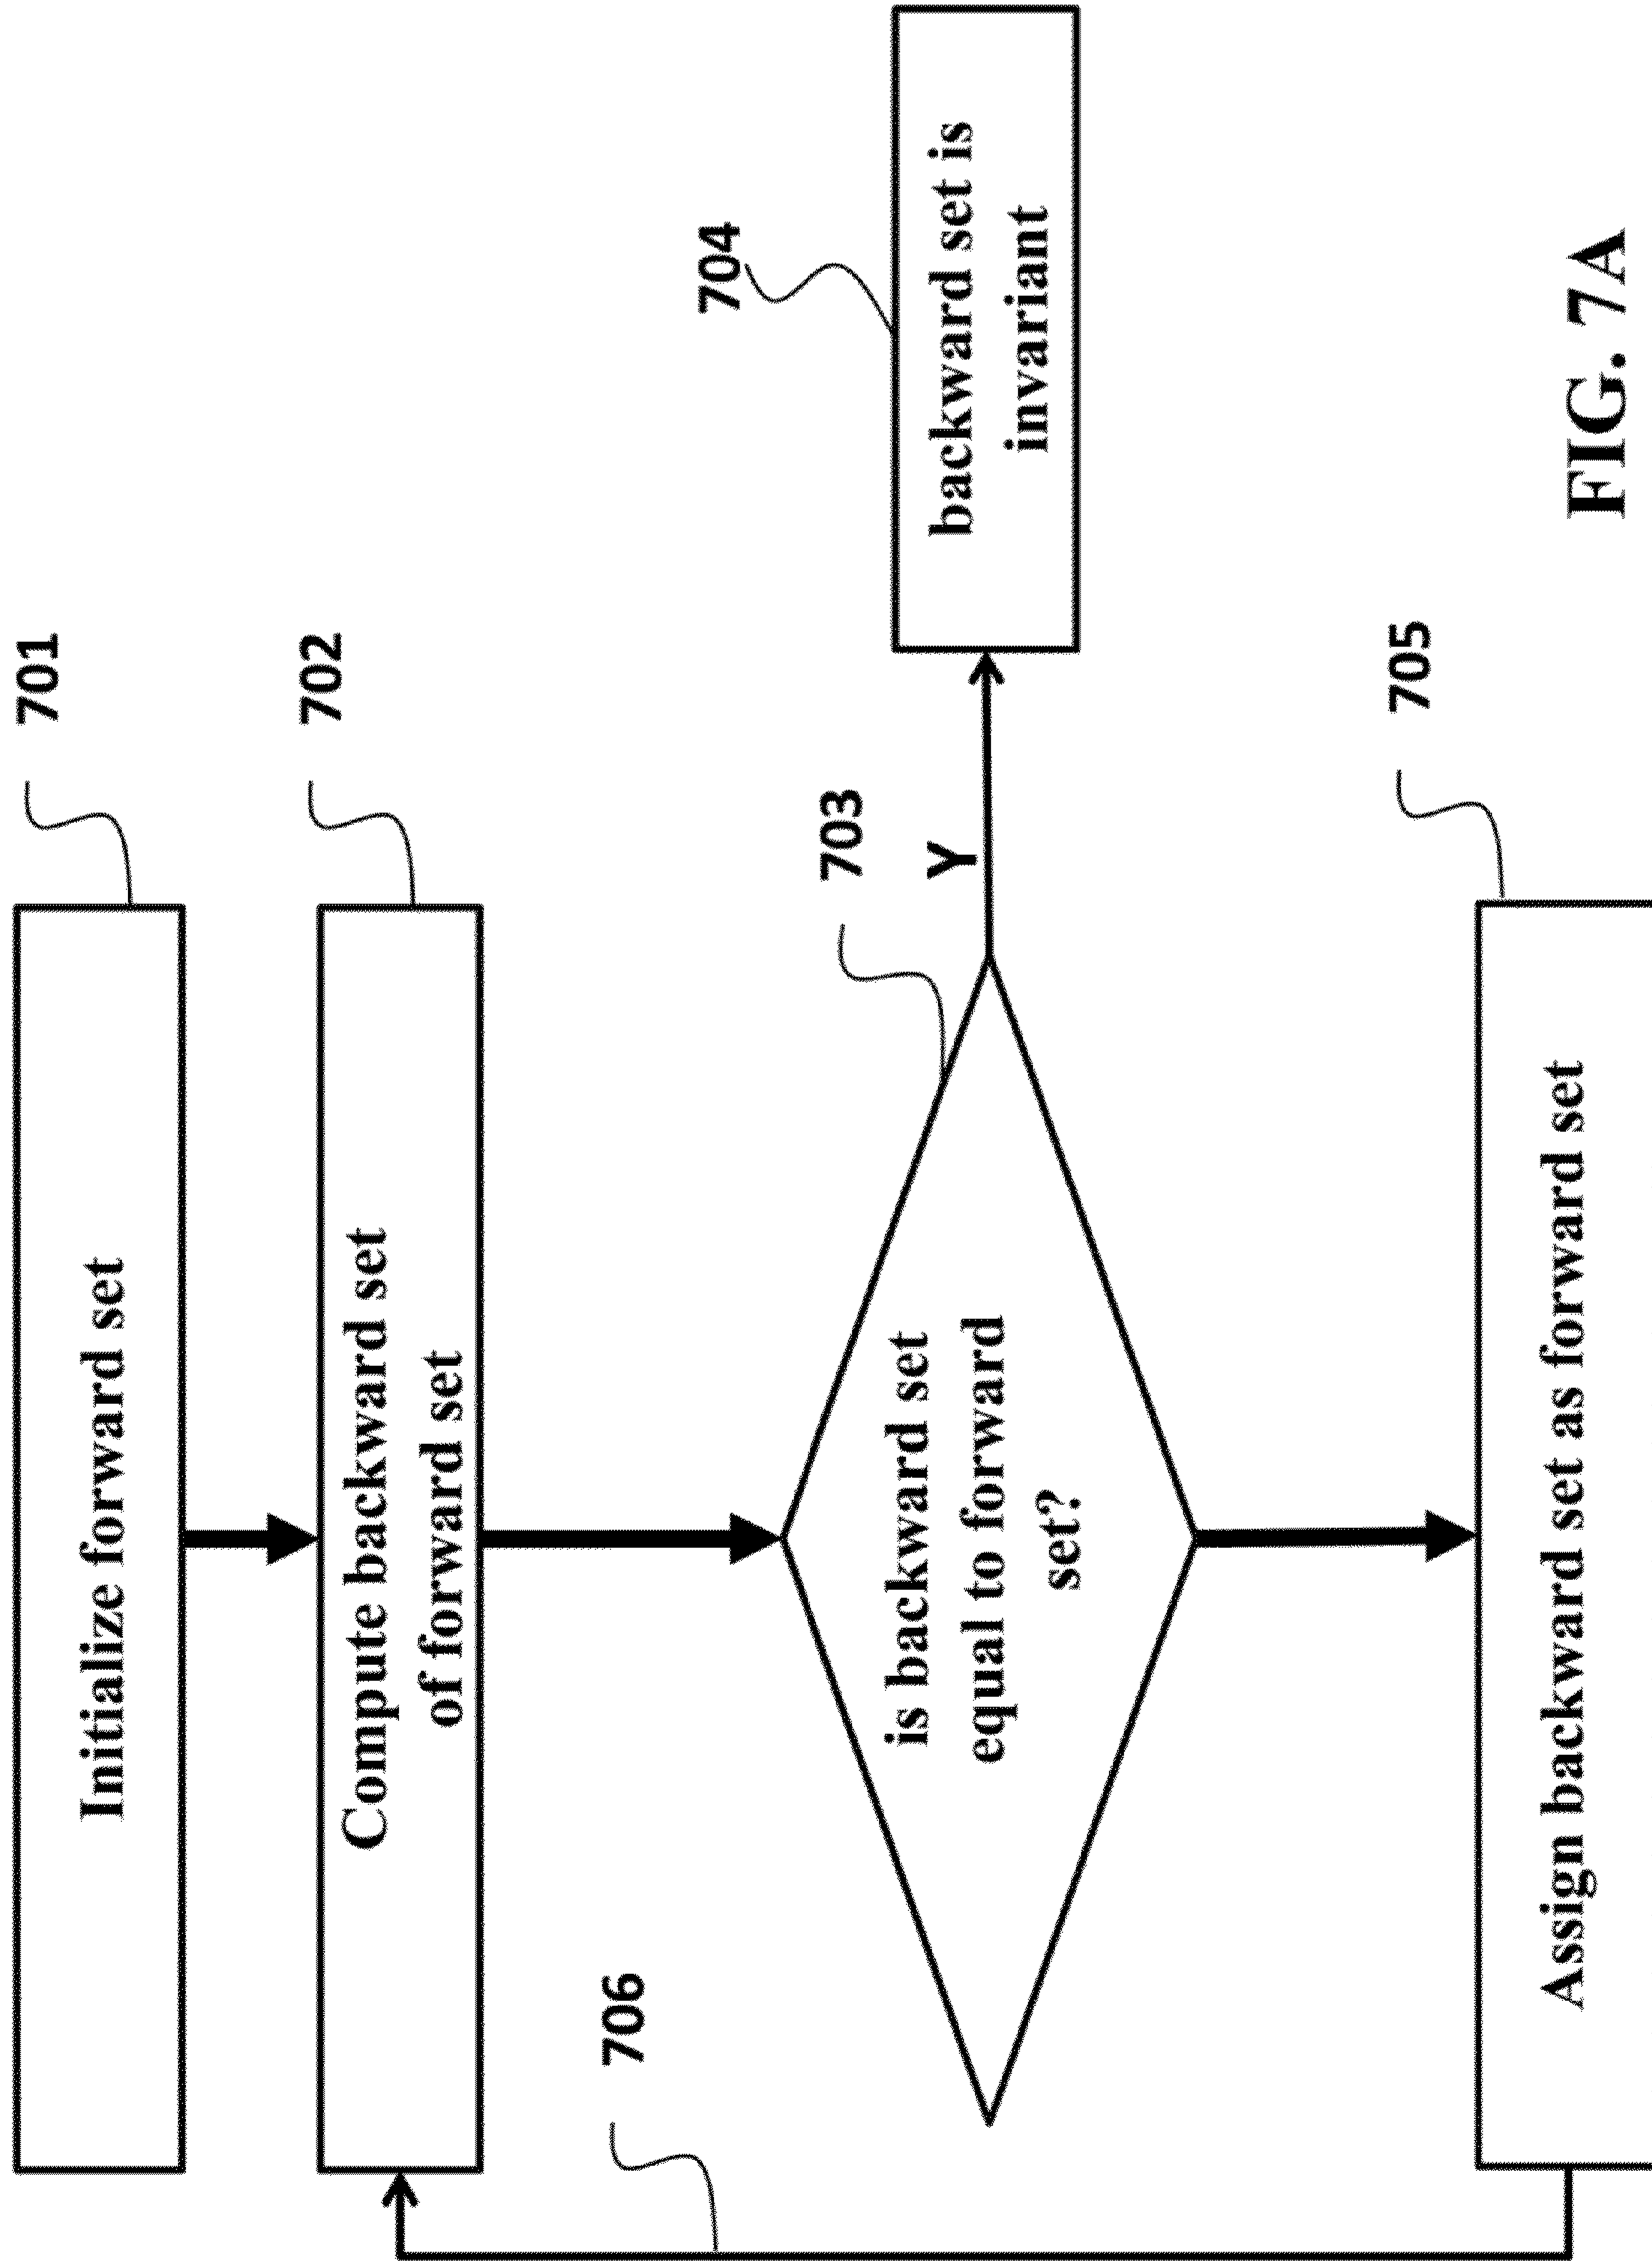 Initialize forward set
701
Compute backward set
of forward set
702
is backward set
equal to forward
set?
703
Y
backward set is
invariant
704
Assign backward set as forward set
705
706
FIG. 7A